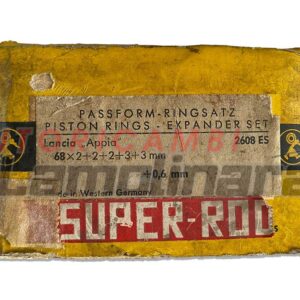 PASSFORM-RINGSATZ
PISTON RINGS - EXPANDER SET
Lancia „Appia" 2608 ES
68×2+2+2+3+3 mm
+0,6 mm
de in Western Germany
SUPER-ROD